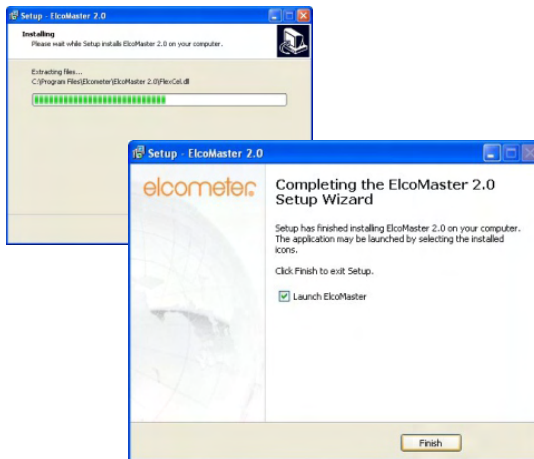 Setup - ElcoMaster 2.0
Installing
Please wait while Setup installs ElcoMaster 2.0 on your computer.
Extracting files...
C:\Program Files\Elcometer\ElcoMaster 2.0\FlexCel.dll
Setup - ElcoMaster 2.0
elcometer
Completing the ElcoMaster 2.0
Setup Wizard
Setup has finished installing ElcoMaster 2.0 on your computer.
The application may be launched by selecting the installed
icons.
Click Finish to exit Setup.
Launch ElcoMaster
Finish